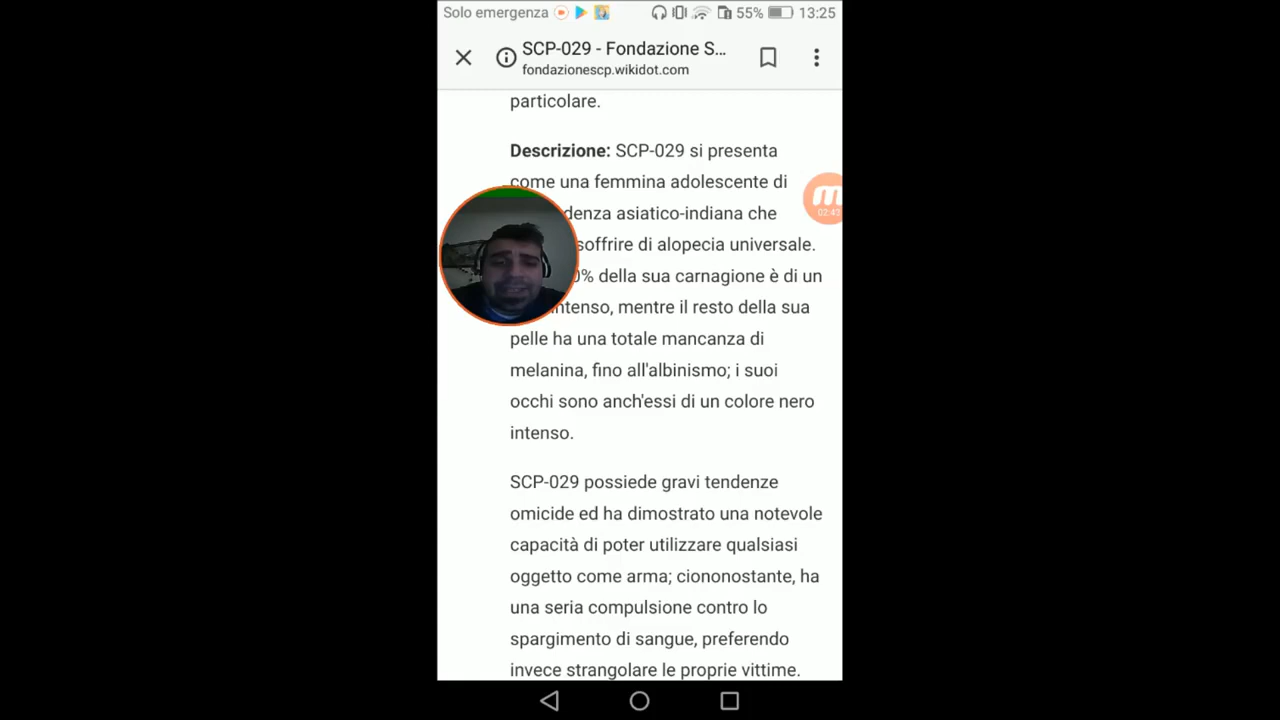 Solo emergenza 55% 13:25
SCP-029 - Fondazione S...
fondazionescp.wikidot.com
particolare.
Descrizione: SCP-029 si presenta
come una femmina adolescente di
denza asiatico-indiana che
soffrire di alopecia universale.
0% della sua carnagione è di un
intenso, mentre il resto della sua
pelle ha una totale mancanza di
melanina, fino all'albinismo; i suoi
occhi sono anch'essi di un colore nero
intenso.
SCP-029 possiede gravi tendenze
omicide ed ha dimostrato una notevole
capacità di poter utilizzare qualsiasi
oggetto come arma; ciononostante, ha
una seria compulsione contro lo
spargimento di sangue, preferendo
invece strangolare le proprie vittime.